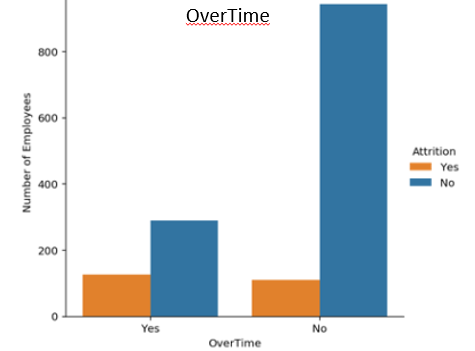 OverTime
800
600
400
200
0
Number of Employees
Yes
No
OverTime
Attrition
Yes
No